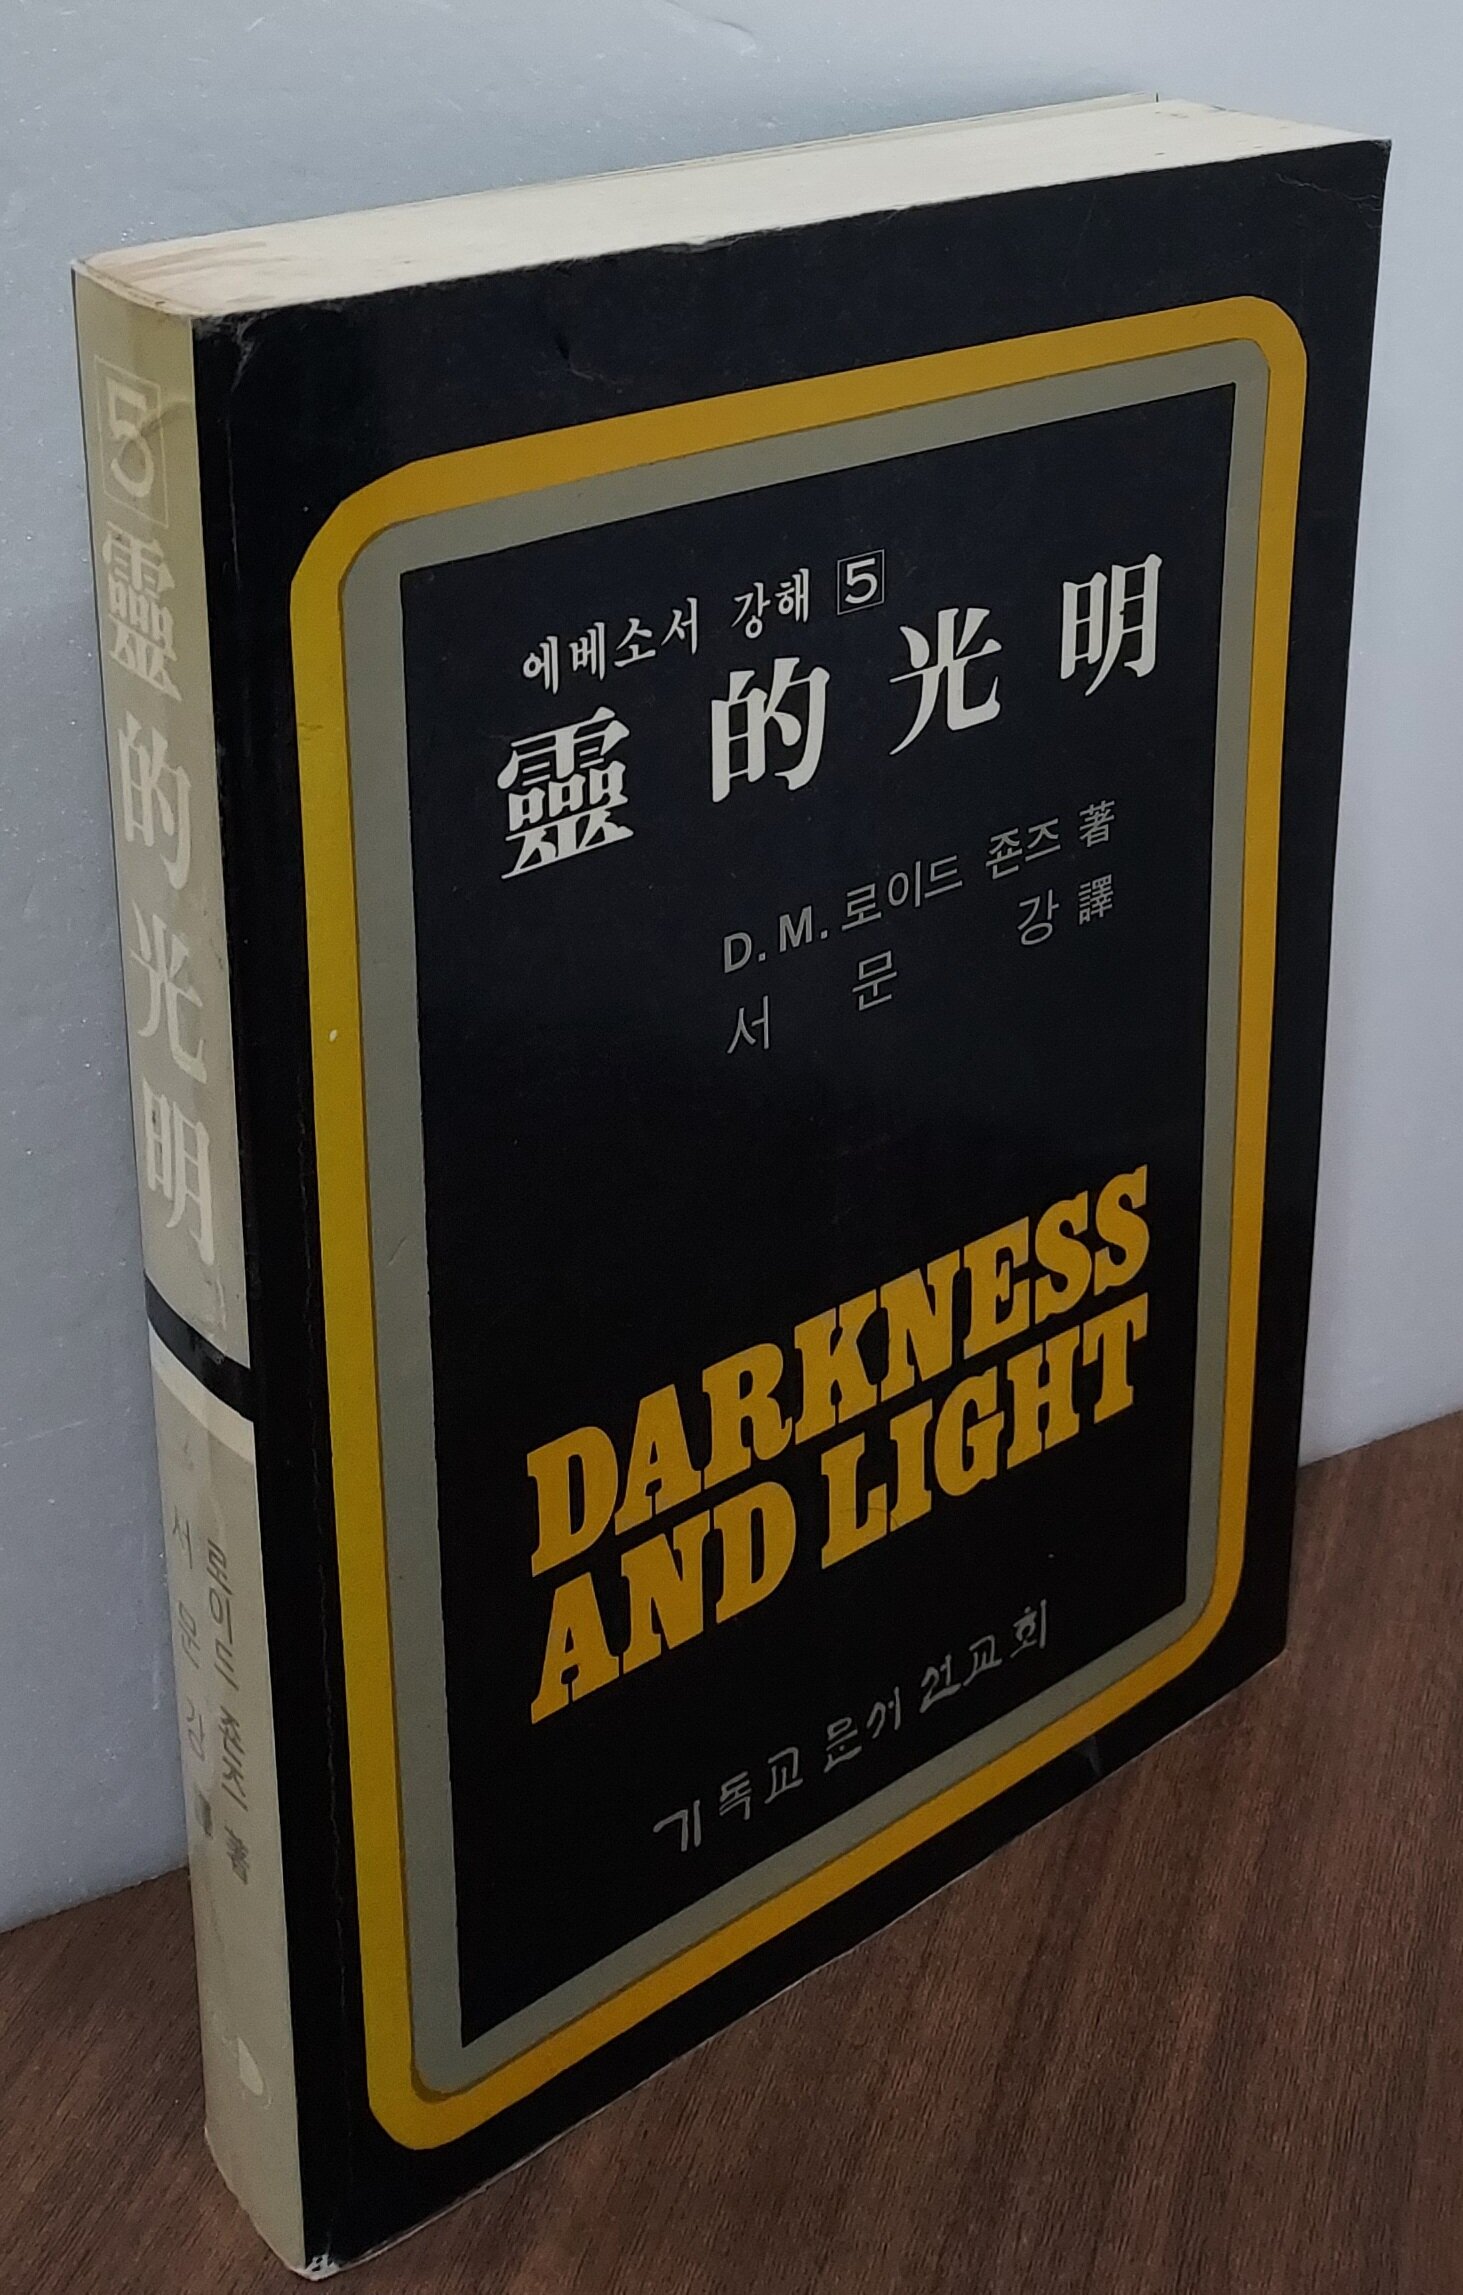 에베소서 강해 5
靈的光明
D.M.로이드 죤즈 著
서 문 강 譯
DARKNESS
AND LIGHT
기독교 문서 선교회
5 靈的光明
로이드 죤즈 著
서 문 강 譯